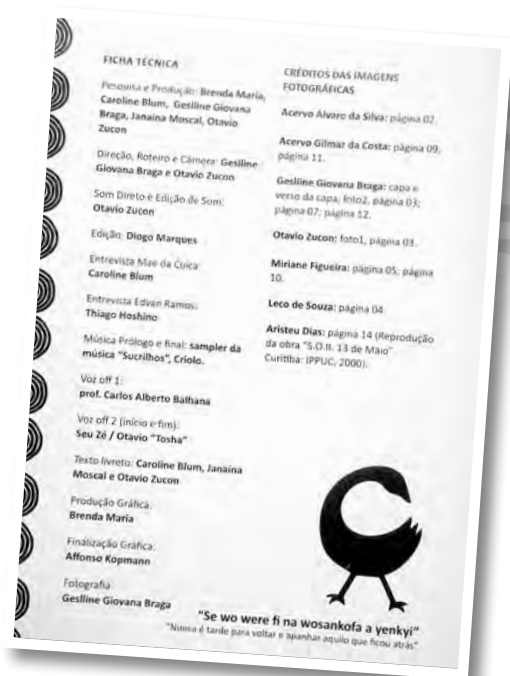 FICHA TÉCNICA
Pesquisa e Produção: Brenda Maria,
Caroline Blum, Geslline Giovana
Braga, Janaina Moscal, Otavio
Zucon
Direção, Roteiro e Câmera: Geslline
Giovana Braga e Otavio Zucon
Som Direto e Edição de Som:
Otavio Zucon
Edição: Diogo Marques
Entrevista Mãe da Cuíca:
Caroline Blum
Entrevista Edvan Ramos:
Thiago Hoshino
Música Prólogo e final: sampler da
música "Sucrilhos", Criolo.
Voz off 1:
prof. Carlos Alberto Balhana
Voz off 2 (início e fim):
Seu Zé / Otavio "Tosha"
Texto livreto: Caroline Blum, Janaina
Moscal e Otavio Zucon
Produção Gráfica:
Brenda Maria
Finalização Gráfica:
Affonso Kopmann
Fotografia:
Geslline Giovana Braga
CRÉDITOS DAS IMAGENS
FOTOGRÁFICAS
Acervo Álvaro da Silva: página 02.
Acervo Gilmar da Costa: página 09,
página 11.
Geslline Giovana Braga: capa e
verso da capa; foto2, página 03;
página 07; página 12.
Otavio Zucon: foto1, página 03.
Miriane Figueira: página 05; página
10.
Leco de Souza: página 04
Aristeu Dias: página 14 (Reprodução
da obra "S.O.B. 13 de Maio"
Curitiba: IPPUC, 2000).
"Se wo were fi na wosankofa a yenkyi"
"Nunca é tarde para voltar e apanhar aquilo que ficou atrás"